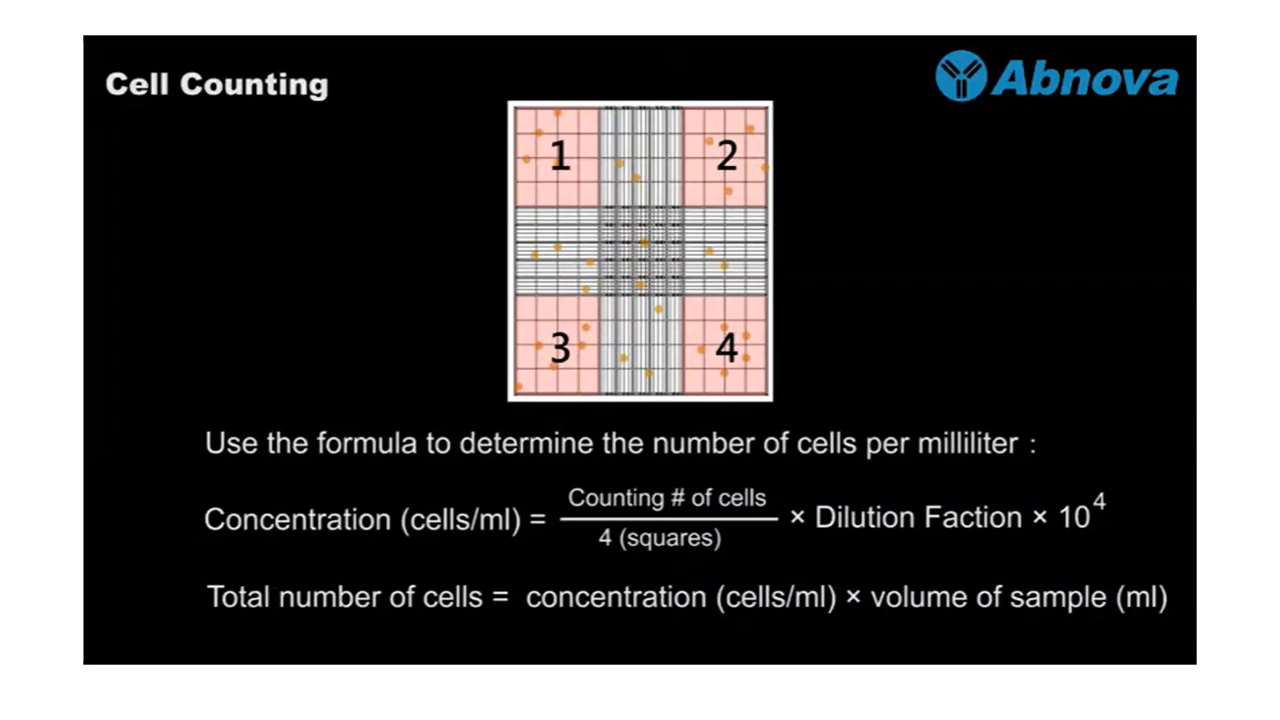 Cell Counting
Abnova
1 2
3 4
Use the formula to determine the number of cells per milliliter :
Concentration (cells/ml) = Counting # of cells / 4 (squares) × Dilution Faction × 10^4
Total number of cells = concentration (cells/ml) × volume of sample (ml)